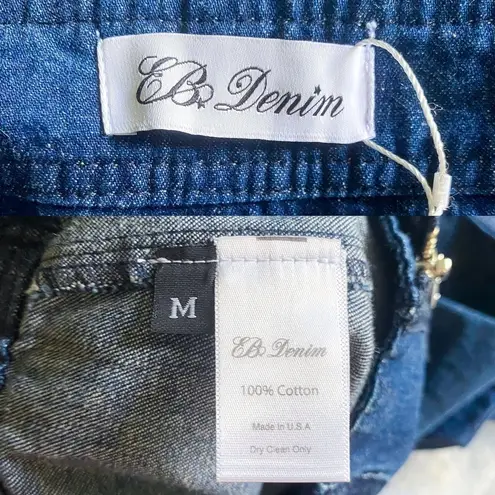 EB Denim
M
EB Denim
100% Cotton
Made in U.S.A
Dry Clean Only